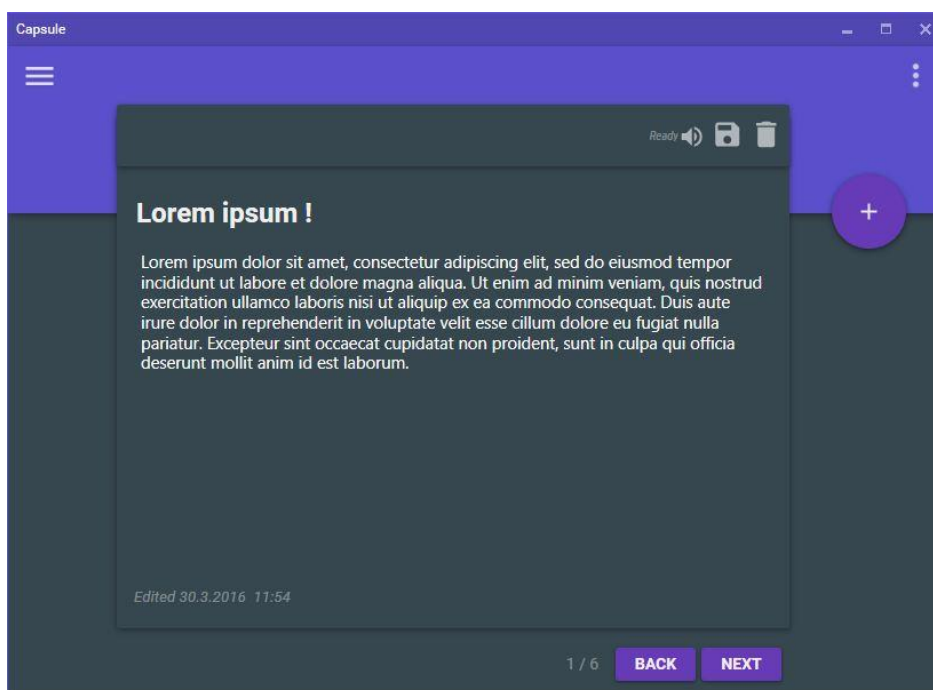 Capsule
Ready
Lorem ipsum !
Lorem ipsum dolor sit amet, consectetur adipiscing elit, sed do eiusmod tempor
incididunt ut labore et dolore magna aliqua. Ut enim ad minim veniam, quis nostrud
exercitation ullamco laboris nisi ut aliquip ex ea commodo consequat. Duis aute
irure dolor in reprehenderit in voluptate velit esse cillum dolore eu fugiat nulla
pariatur. Excepteur sint occaecat cupidatat non proident, sunt in culpa qui officia
deserunt mollit anim id est laborum.
Edited 30.3.2016 11:54
1 / 6 BACK NEXT